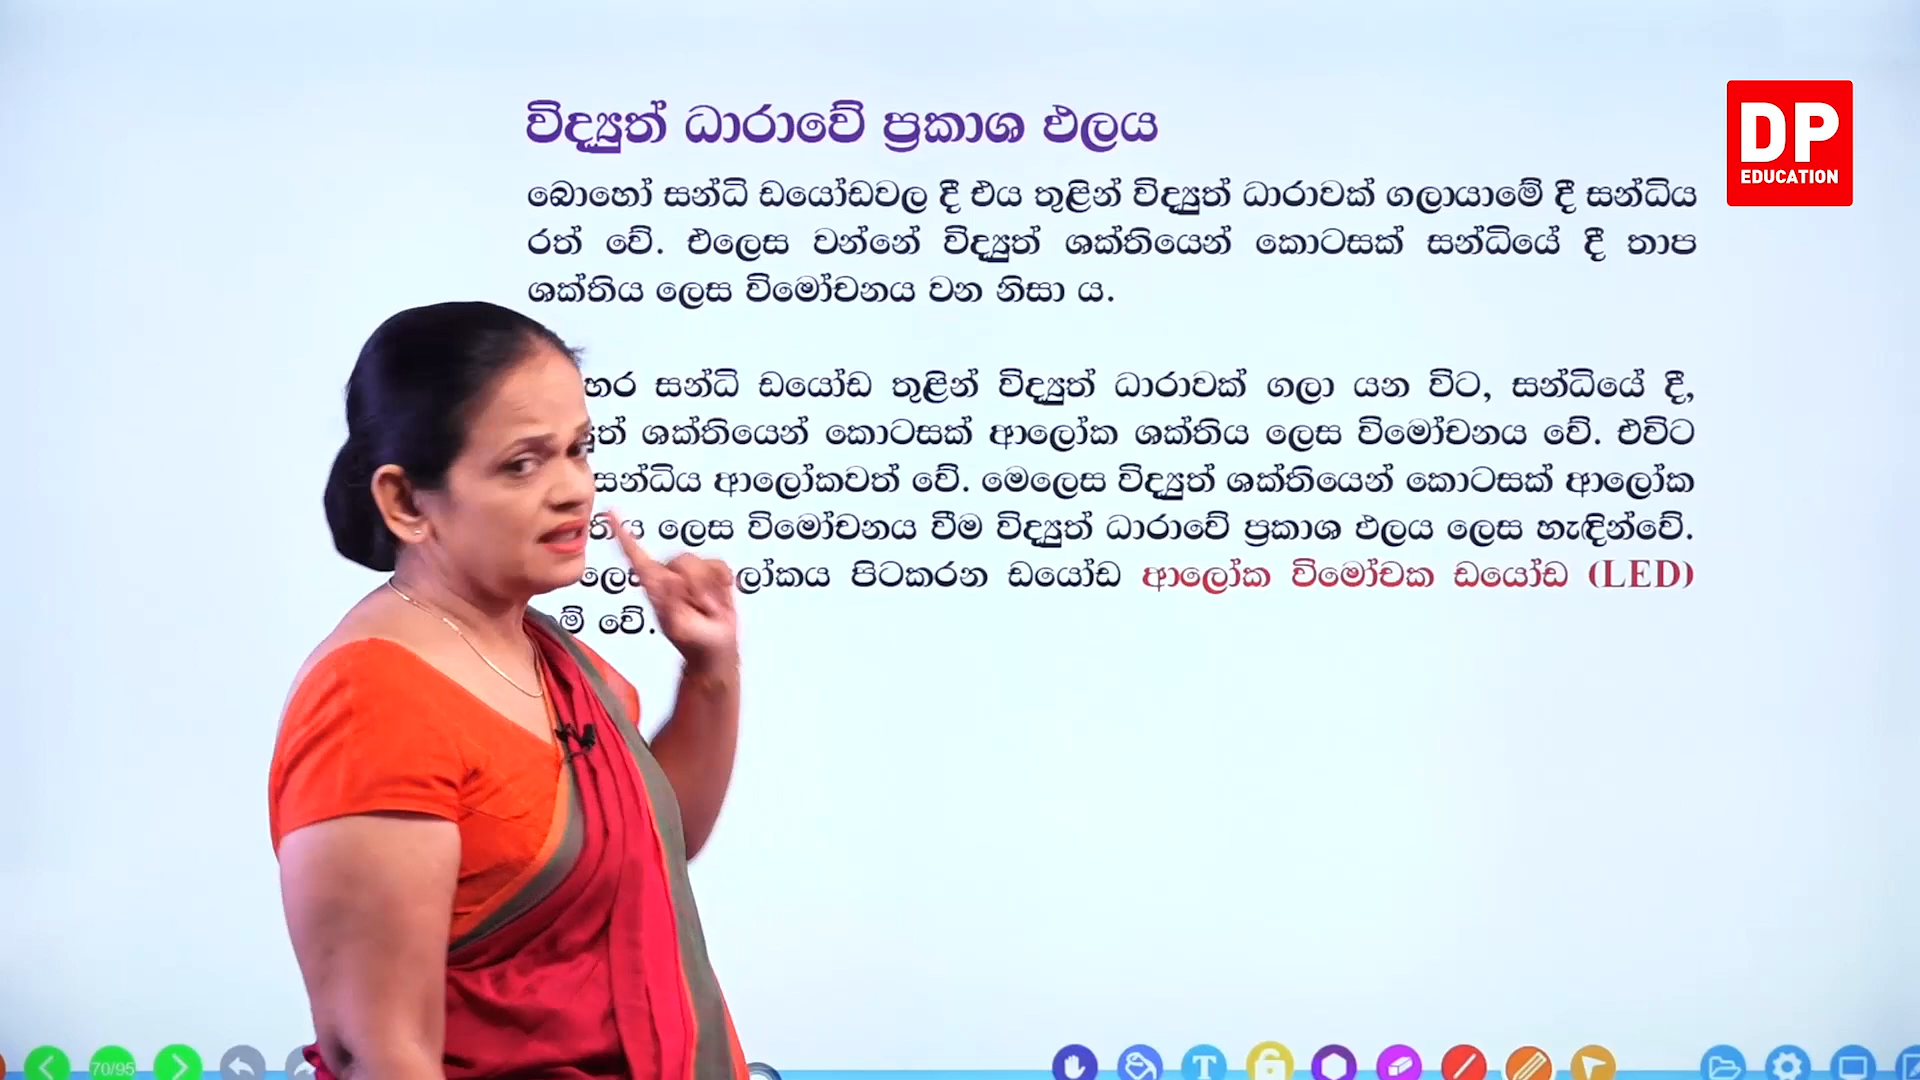 විද්‍යුත් ධාරාවේ ප්‍රකාශ ඵලය
DP
EDUCATION
බොහෝ සන්ධි ඩයෝඩවල දී එය තුළින් විද්‍යුත් ධාරාවක් ගලායාමේ දී සන්ධිය
රත් වේ. එලෙස වන්නේ විද්‍යුත් ශක්තියෙන් කොටසක් සන්ධියේ දී තාප
ශක්තිය ලෙස විමෝචනය වන නිසා ය.
සන්ධි ඩයෝඩ තුළින් විද්‍යුත් ධාරාවක් ගලා යන විට, සන්ධියේ දී,
ශක්තියෙන් කොටසක් ආලෝක ශක්තිය ලෙස විමෝචනය වේ. එවිට
සන්ධිය ආලෝකවත් වේ. මෙලෙස විද්‍යුත් ශක්තියෙන් කොටසක් ආලෝක
ලෙස විමෝචනය වීම විද්‍යුත් ධාරාවේ ප්‍රකාශ ඵලය ලෙස හැඳින්වේ.
පිටකරන ඩයෝඩ ආලෝක විමෝචක ඩයෝඩ (LED)
වේ.
70/95